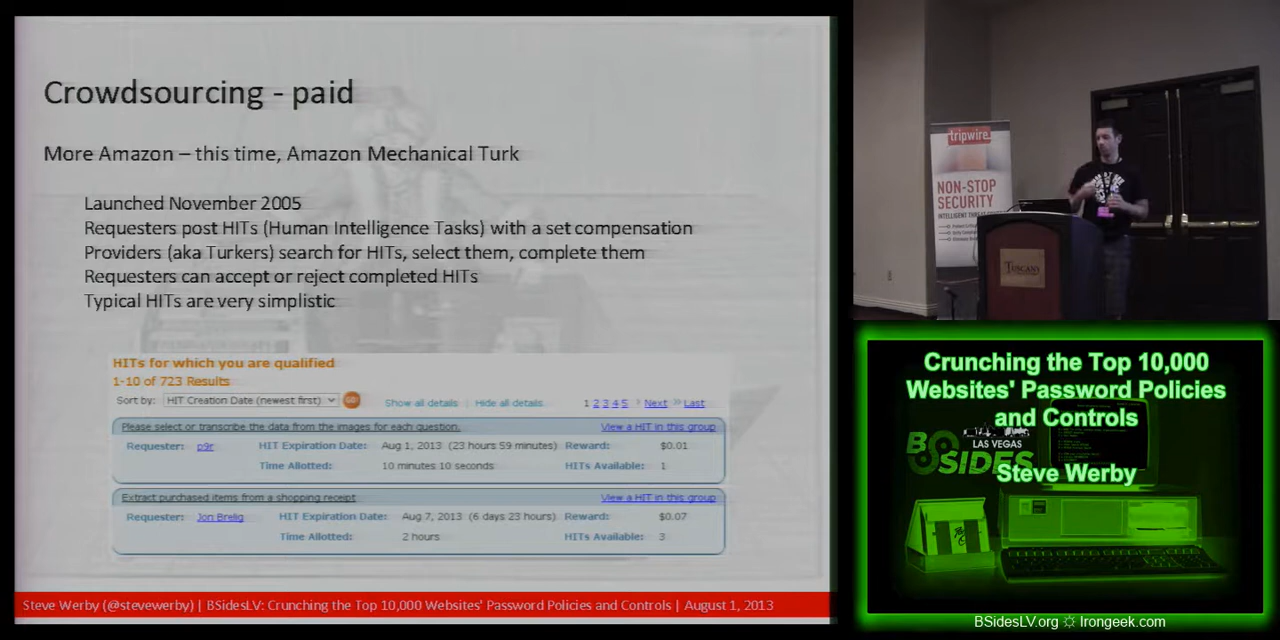 Crowdsourcing - paid
More Amazon – this time, Amazon Mechanical Turk
Launched November 2005
Requesters post HITs (Human Intelligence Tasks) with a set compensation
Providers (aka Turkers) search for HITs, select them, complete them
Requesters can accept or reject completed HITs
Typical HITs are very simplistic
HITs for which you are qualified
1-10 of 723 Results
Sort by: HIT Creation Date (newest first) GO! Show all details Hide all details 1 2 3 4 5 › Next » Last
Please select or transcribe the data from the images for each question. View a HIT in this group
Requester: p9r HIT Expiration Date: Aug 1, 2013 (23 hours 59 minutes) Reward: $0.01
Time Allotted: 10 minutes 10 seconds HITs Available: 1
Extract purchased items from a shopping receipt View a HIT in this group
Requester: Jon Brelig HIT Expiration Date: Aug 7, 2013 (6 days 23 hours) Reward: $0.07
Time Allotted: 2 hours HITs Available: 3
Steve Werby (@stevewerby) | BSidesLV: Crunching the Top 10,000 Websites' Password Policies and Controls | August 1, 2013
tripwire
NON-STOP
SECURITY
TUSCANY
Crunching the Top 10,000
Websites' Password Policies
and Controls
BSIDES
LAS VEGAS
Steve Werby
BSidesLV.org ☼ Irongeek.com